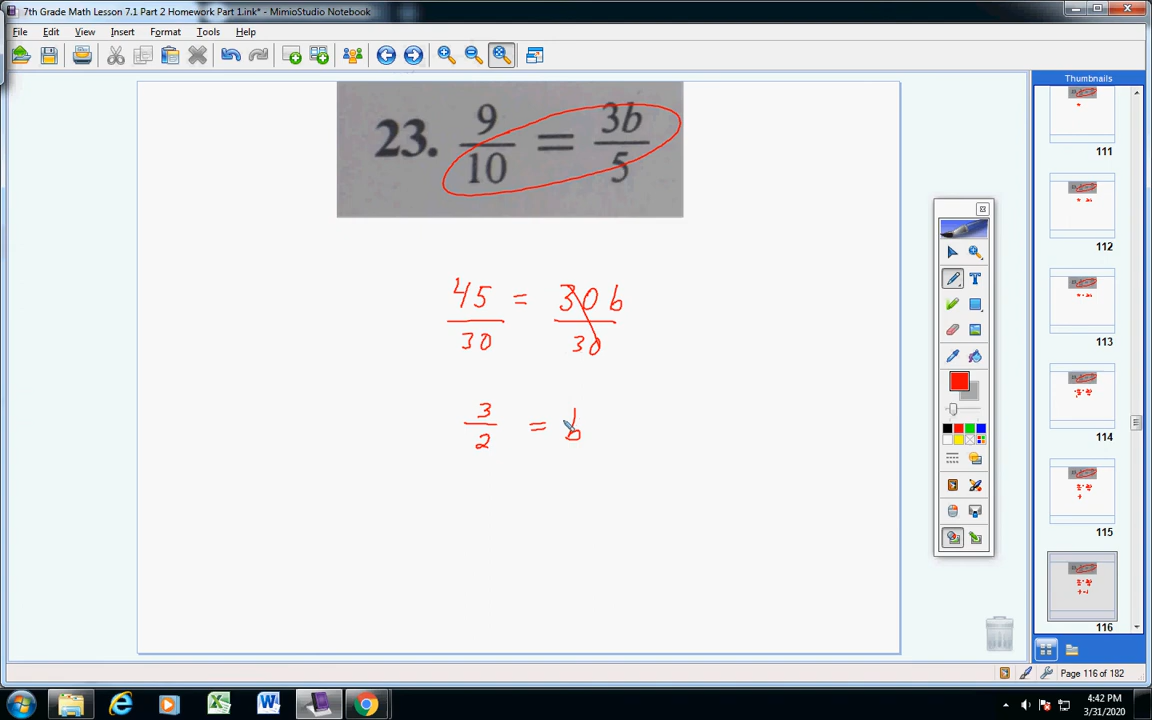 7th Grade Math Lesson 7.1 Part 2 Homework Part 1.ink* - MimioStudio Notebook
File Edit View Insert Format Tools Help
Thumbnails
23. 9/10 = 3b/5
45/30 = 30b/30
3/2 = b
111
112
113
114
115
116
Page 116 of 182
4:42 PM
3/31/2020